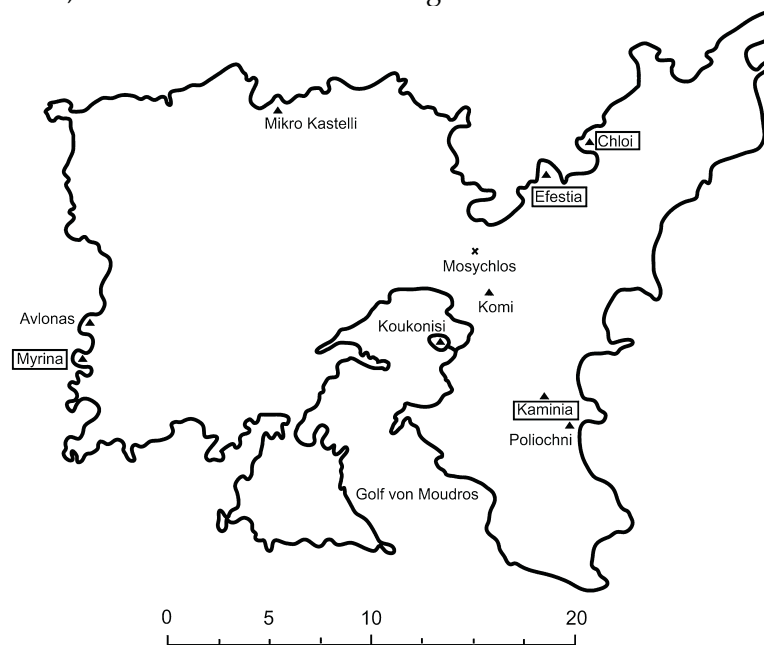 Mikro Kastelli
Chloi
Efestia
Mosychlos
Komi
Avlonas
Koukonisi
Myrina
Kaminia
Poliochni
Golf von Moudros
0 5 10 20